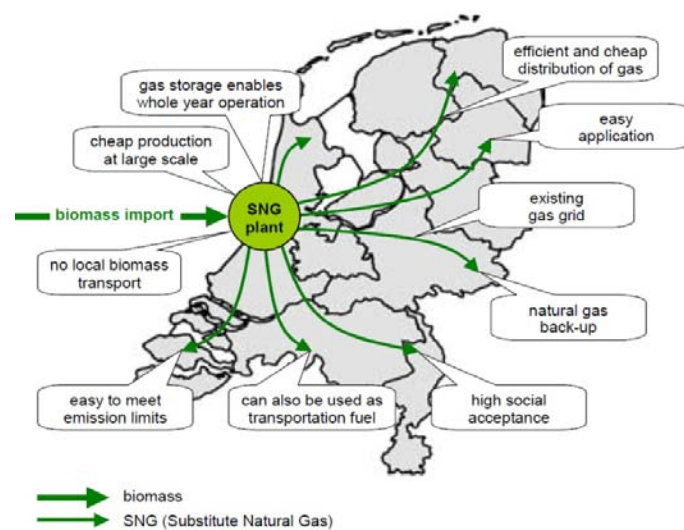 efficient and cheap
distribution of gas
gas storage enables
whole year operation
easy
application
cheap production
at large scale
biomass import
SNG
plant
existing
gas grid
no local biomass
transport
natural gas
back-up
easy to meet
emission limits
can also be used as
transportation fuel
high social
acceptance
biomass
SNG (Substitute Natural Gas)